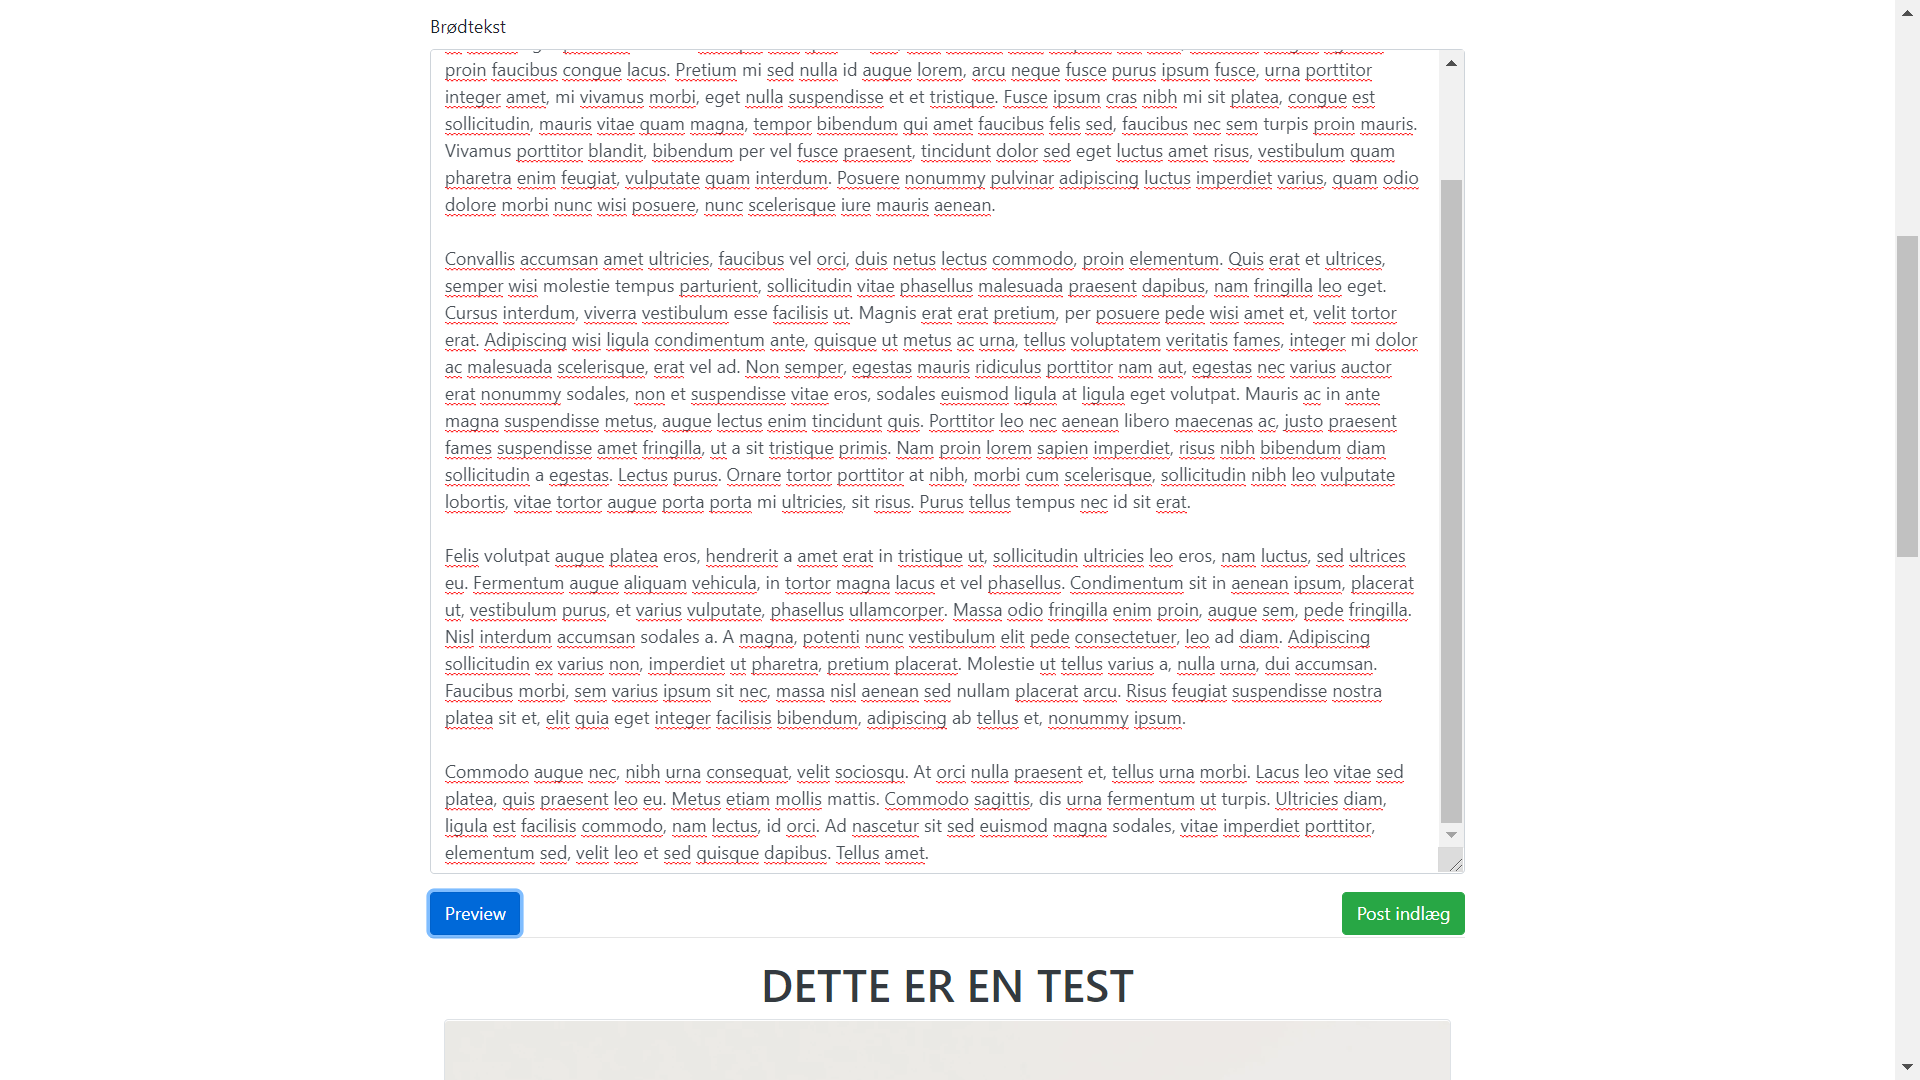 Brødtekst
proin faucibus congue lacus. Pretium mi sed nulla id augue lorem, arcu neque fusce purus ipsum fusce, urna porttitor
integer amet, mi vivamus morbi, eget nulla suspendisse et et tristique. Fusce ipsum cras nibh mi sit platea, congue est
sollicitudin, mauris vitae quam magna, tempor bibendum qui amet faucibus felis sed, faucibus nec sem turpis proin mauris.
Vivamus porttitor blandit, bibendum per vel fusce praesent, tincidunt dolor sed eget luctus amet risus, vestibulum quam
pharetra enim feugiat, vulputate quam interdum. Posuere nonummy pulvinar adipiscing luctus imperdiet varius, quam odio
dolore morbi nunc wisi posuere, nunc scelerisque iure mauris aenean.
Convallis accumsan amet ultricies, faucibus vel orci, duis netus lectus commodo, proin elementum. Quis erat et ultrices,
semper wisi molestie tempus parturient, sollicitudin vitae phasellus malesuada praesent dapibus, nam fringilla leo eget.
Cursus interdum, viverra vestibulum esse facilisis ut. Magnis erat erat pretium, per posuere pede wisi amet et, velit tortor
erat. Adipiscing wisi ligula condimentum ante, quisque ut metus ac urna, tellus voluptatem veritatis fames, integer mi dolor
ac malesuada scelerisque, erat vel ad. Non semper, egestas mauris ridiculus porttitor nam aut, egestas nec varius auctor
erat nonummy sodales, non et suspendisse vitae eros, sodales euismod ligula at ligula eget volutpat. Mauris ac in ante
magna suspendisse metus, augue lectus enim tincidunt quis. Porttitor leo nec aenean libero maecenas ac, justo praesent
fames suspendisse amet fringilla, ut a sit tristique primis. Nam proin lorem sapien imperdiet, risus nibh bibendum diam
sollicitudin a egestas. Lectus purus. Ornare tortor porttitor at nibh, morbi cum scelerisque, sollicitudin nibh leo vulputate
lobortis, vitae tortor augue porta porta mi ultricies, sit risus. Purus tellus tempus nec id sit erat.
Felis volutpat augue platea eros, hendrerit a amet erat in tristique ut, sollicitudin ultricies leo eros, nam luctus, sed ultrices
eu. Fermentum augue aliquam vehicula, in tortor magna lacus et vel phasellus. Condimentum sit in aenean ipsum, placerat
ut, vestibulum purus, et varius vulputate, phasellus ullamcorper. Massa odio fringilla enim proin, augue sem, pede fringilla.
Nisl interdum accumsan sodales a. A magna, potenti nunc vestibulum elit pede consectetuer, leo ad diam. Adipiscing
sollicitudin ex varius non, imperdiet ut pharetra, pretium placerat. Molestie ut tellus varius a, nulla urna, dui accumsan.
Faucibus morbi, sem varius ipsum sit nec, massa nisl aenean sed nullam placerat arcu. Risus feugiat suspendisse nostra
platea sit et, elit quia eget integer facilisis bibendum, adipiscing ab tellus et, nonummy ipsum.
Commodo augue nec, nibh urna consequat, velit sociosqu. At orci nulla praesent et, tellus urna morbi. Lacus leo vitae sed
platea, quis praesent leo eu. Metus etiam mollis mattis. Commodo sagittis, dis urna fermentum ut turpis. Ultricies diam,
ligula est facilisis commodo, nam lectus, id orci. Ad nascetur sit sed euismod magna sodales, vitae imperdiet porttitor,
elementum sed, velit leo et sed quisque dapibus. Tellus amet.
Preview
Post indlæg
DETTE ER EN TEST